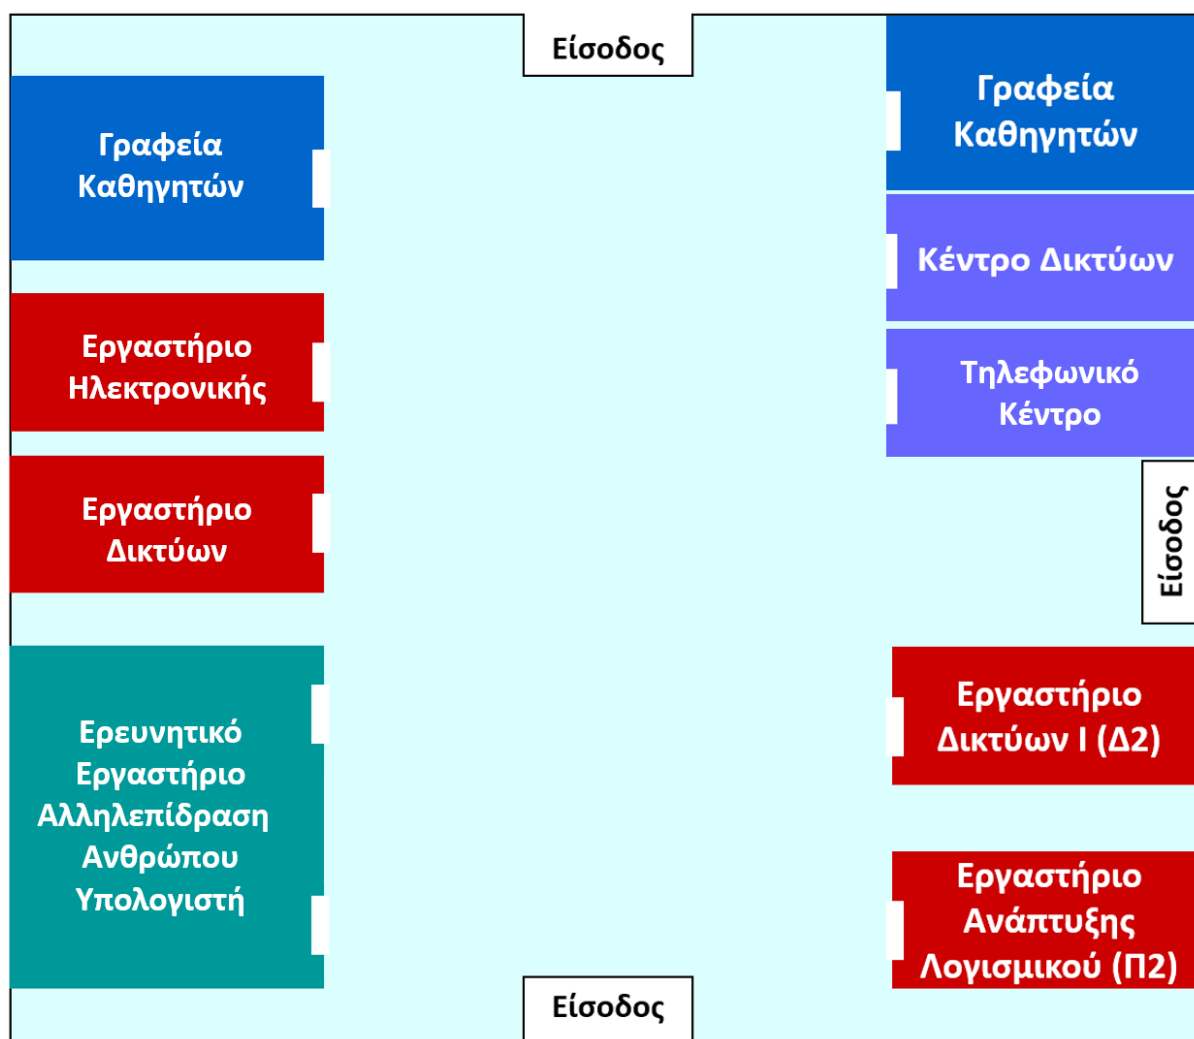 Είσοδος
Γραφεία
Καθηγητών
Γραφεία
Καθηγητών
Κέντρο Δικτύων
Εργαστήριο
Ηλεκτρονικής
Τηλεφωνικό
Κέντρο
Εργαστήριο
Δικτύων
Είσοδος
Ερευνητικό
Εργαστήριο
Αλληλεπίδραση
Ανθρώπου
Υπολογιστή
Εργαστήριο
Δικτύων Ι (Δ2)
Εργαστήριο
Ανάπτυξης
Λογισμικού (Π2)
Είσοδος